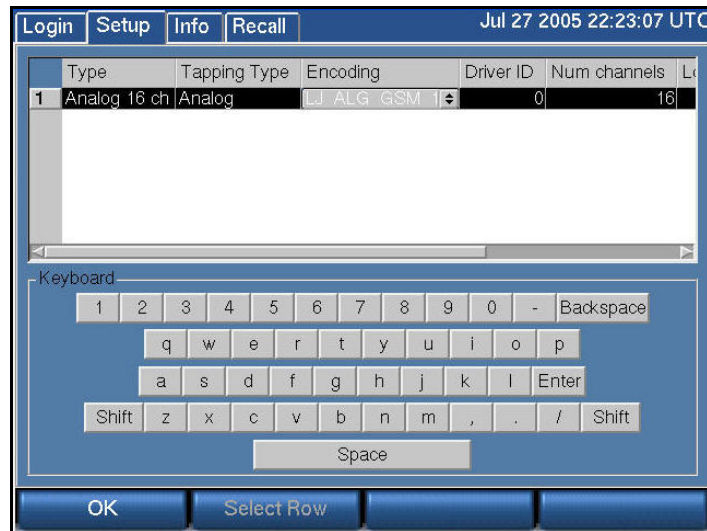 Login Setup Info Recall Jul 27 2005 22:23:07 UTC
Type Tapping Type Encoding Driver ID Num channels
1 Analog 16 ch Analog LJ ALG GSM 1 0 16
Keyboard
1 2 3 4 5 6 7 8 9 0 - Backspace
q w e r t y u i o p
a s d f g h j k l Enter
Shift z x c v b n m , . / Shift
Space
OK Select Row